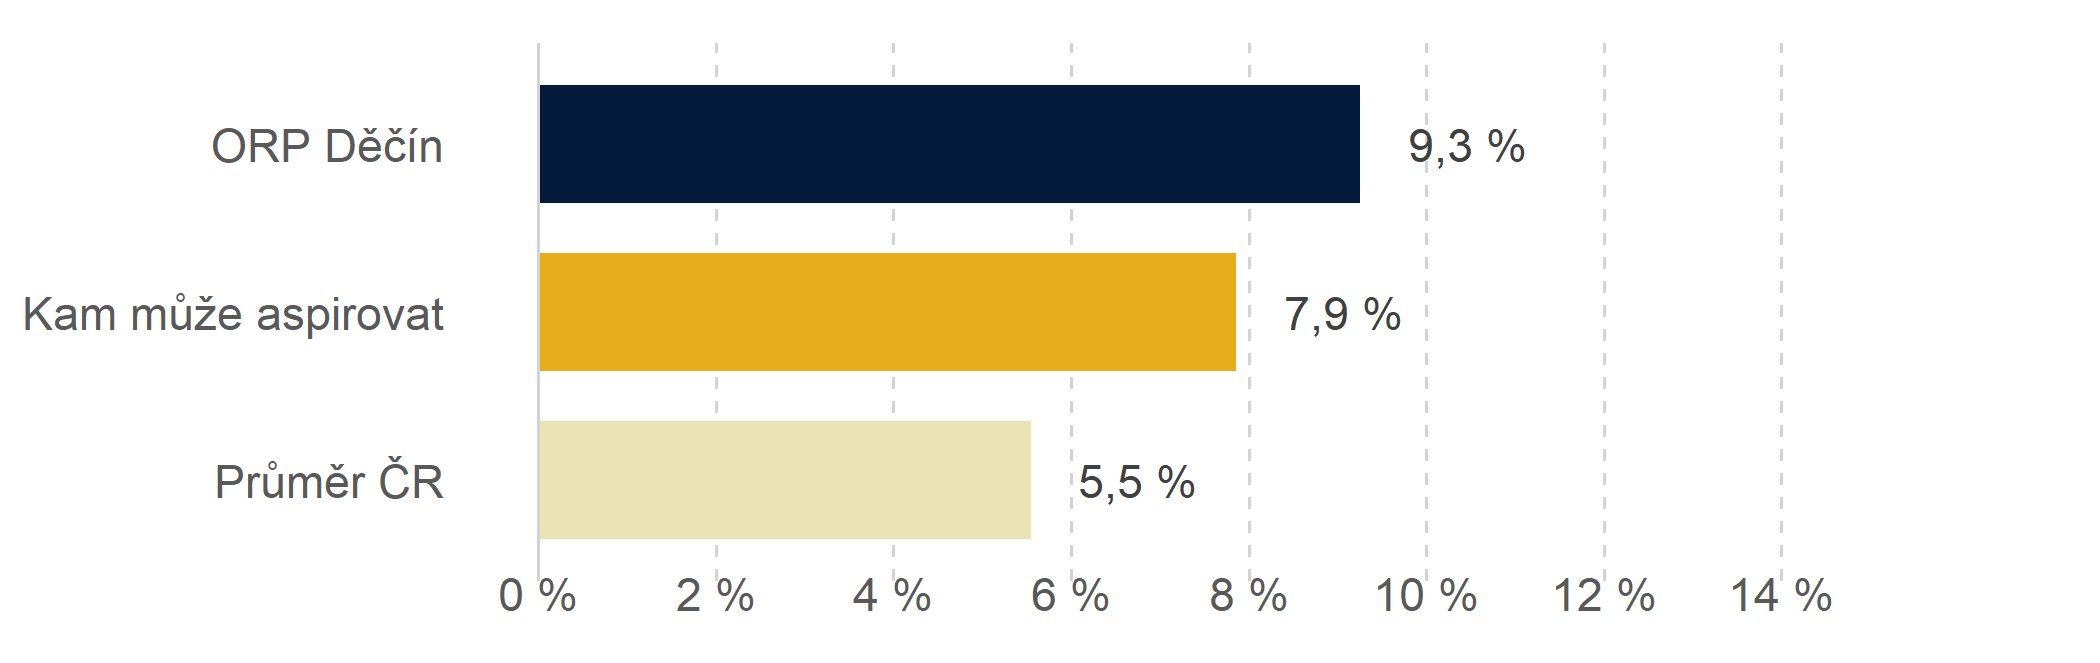 ORP Děčín
9,3 %
Kam může aspirovat
7,9 %
Průměr ČR
5,5 %
0 % 2 % 4 % 6 % 8 % 10 % 12 % 14 %